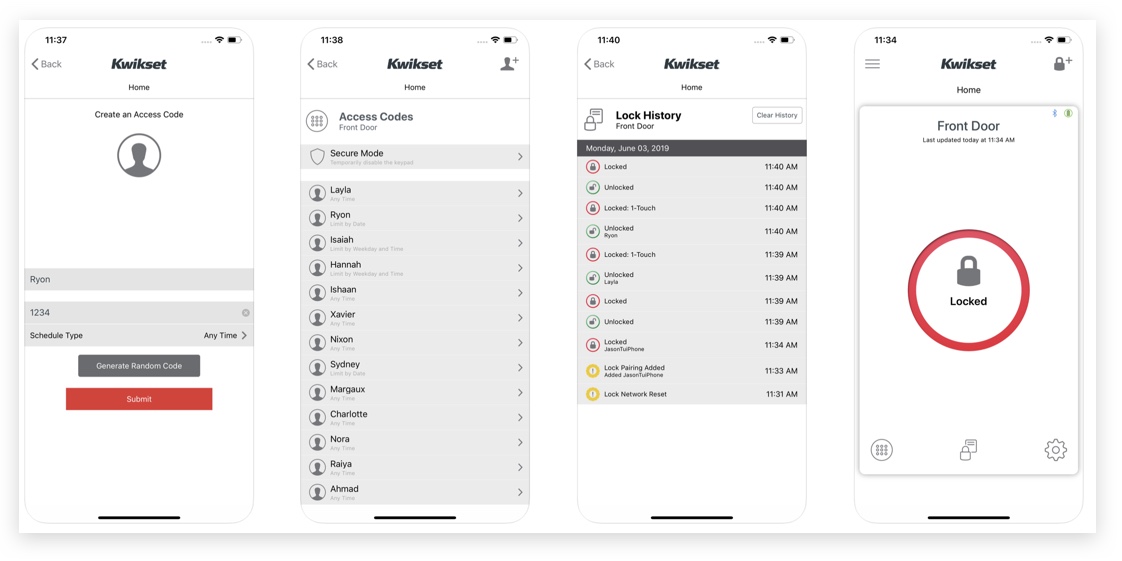 11:37
Back
Kwikset
Home
Create an Access Code
Ryon
1234
Schedule Type
Any Time
Generate Random Code
Submit
11:38
Back
Kwikset
Home
Access Codes
Front Door
Secure Mode
Temporarily disable the keypad
Layla
Any Time
Ryon
Limit by Date
Isaiah
Limit by Weekday and Time
Hannah
Limit by Weekday and Time
Ishaan
Any Time
Xavier
Any Time
Nixon
Any Time
Sydney
Limit by Date
Margaux
Any Time
Charlotte
Any Time
Nora
Any Time
Raiya
Any Time
Ahmad
Any Time
11:40
Back
Kwikset
Home
Lock History
Front Door
Clear History
Monday, June 03, 2019
Locked 11:40 AM
Unlocked 11:40 AM
Locked: 1-Touch 11:40 AM
Unlocked 11:40 AM
Ryon
Locked: 1-Touch 11:39 AM
Unlocked 11:39 AM
Layla
Locked 11:39 AM
Unlocked 11:39 AM
Locked 11:34 AM
JasonTuiPhone
Lock Pairing Added 11:33 AM
Added JasonTuiPhone
Lock Network Reset 11:31 AM
11:34
Kwikset
Home
Front Door
Last updated today at 11:34 AM
Locked